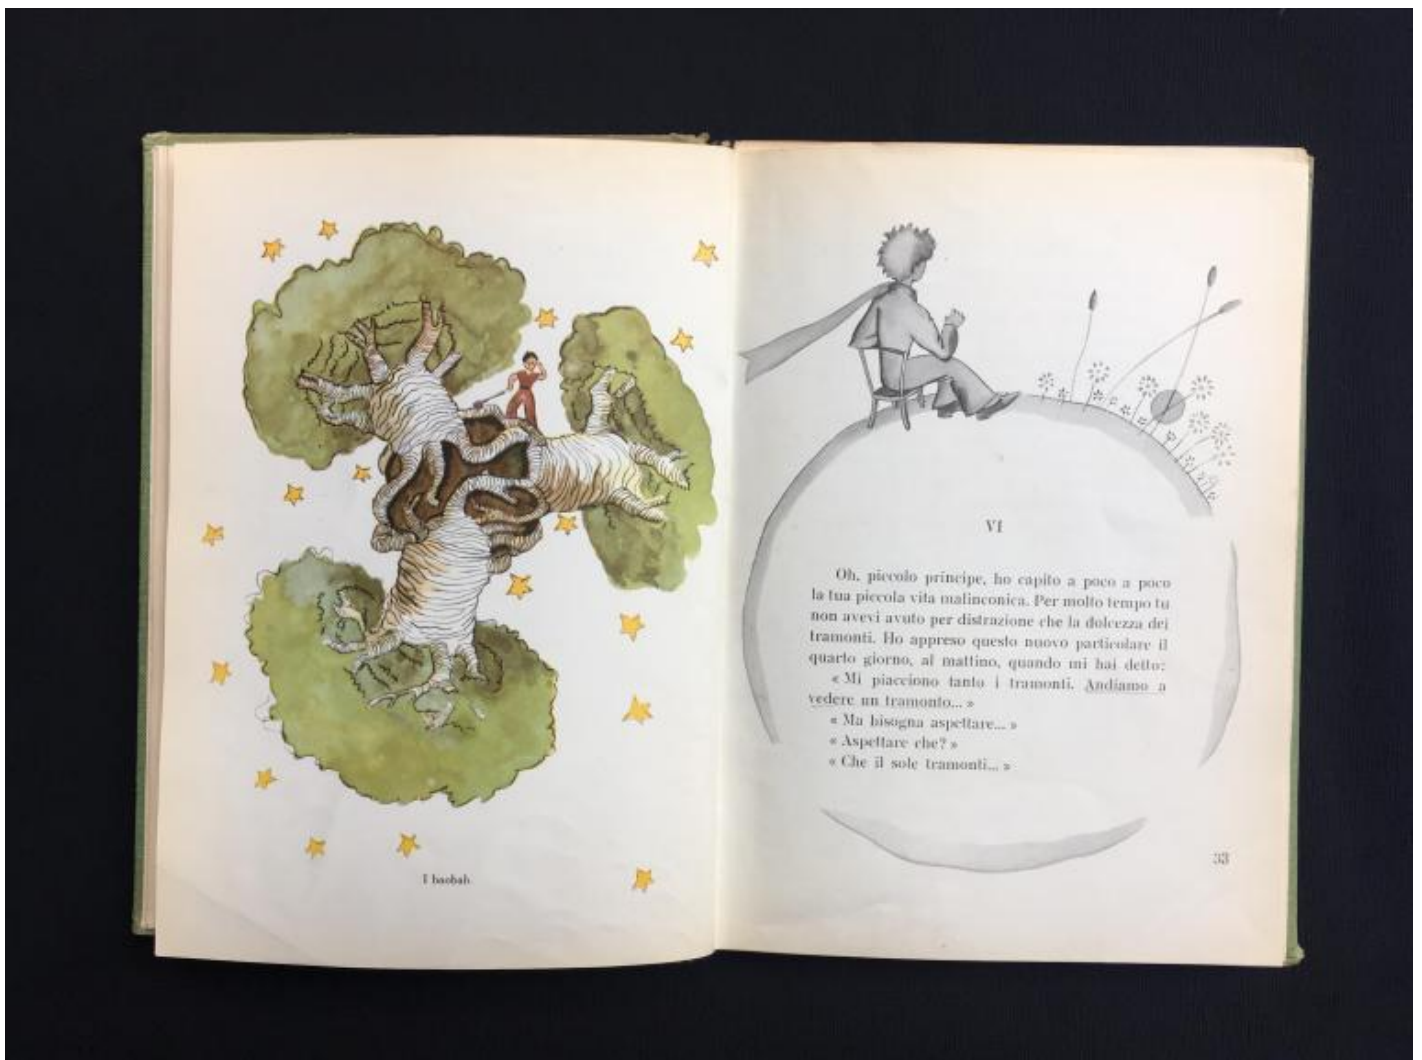 I baobab
VI
Oh, piccolo principe, ho capito a poco a poco
la tua piccola vita malinconica. Per molto tempo tu
non avevi avuto per distrazione che la dolcezza dei
tramonti. Ho appreso questo nuovo particolare il
quarto giorno, al mattino, quando mi hai detto:
« Mi piacciono tanto i tramonti. Andiamo a
vedere un tramonto... »
« Ma bisogna aspettare... »
« Aspettare che? »
« Che il sole tramonti... »
33